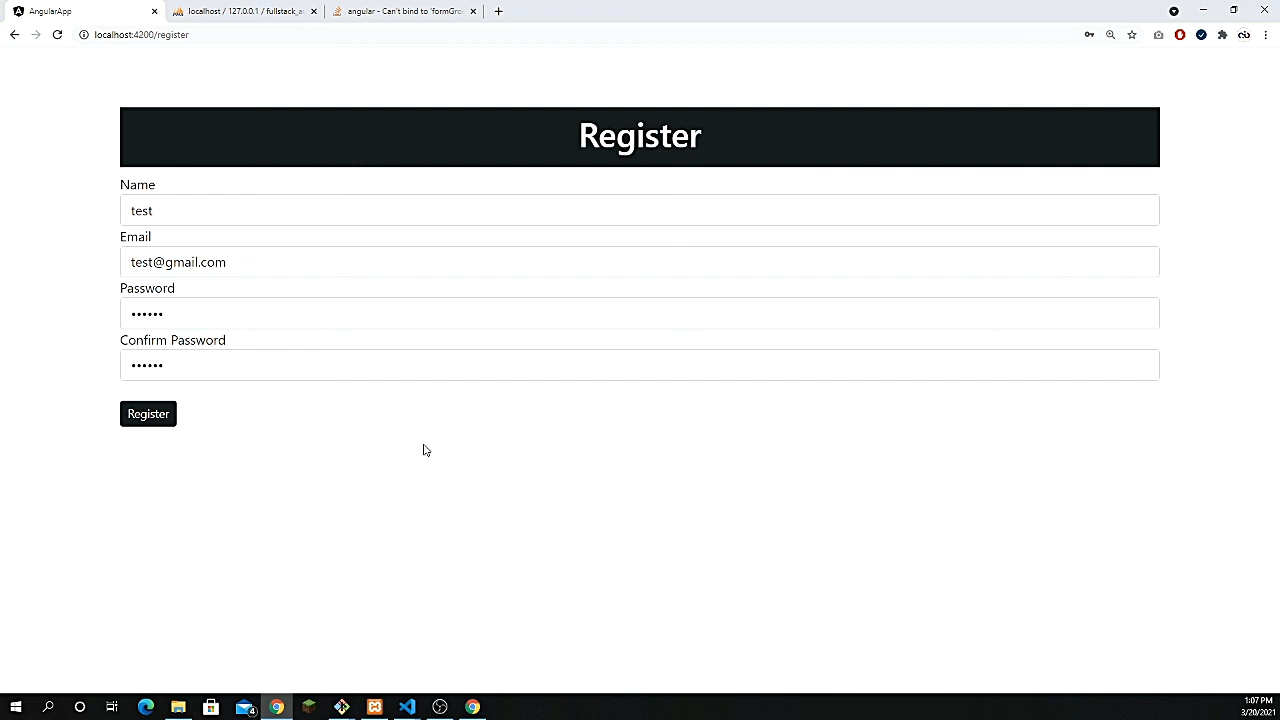 AngularApp
localhost / 127.0.0.1 / fullstack_a
angular - Can't bind to 'formGro
localhost:4200/register
Register
Name
test
Email
test@gmail.com
Password
••••••
Confirm Password
••••••
Register
4
1:07 PM
3/20/2021